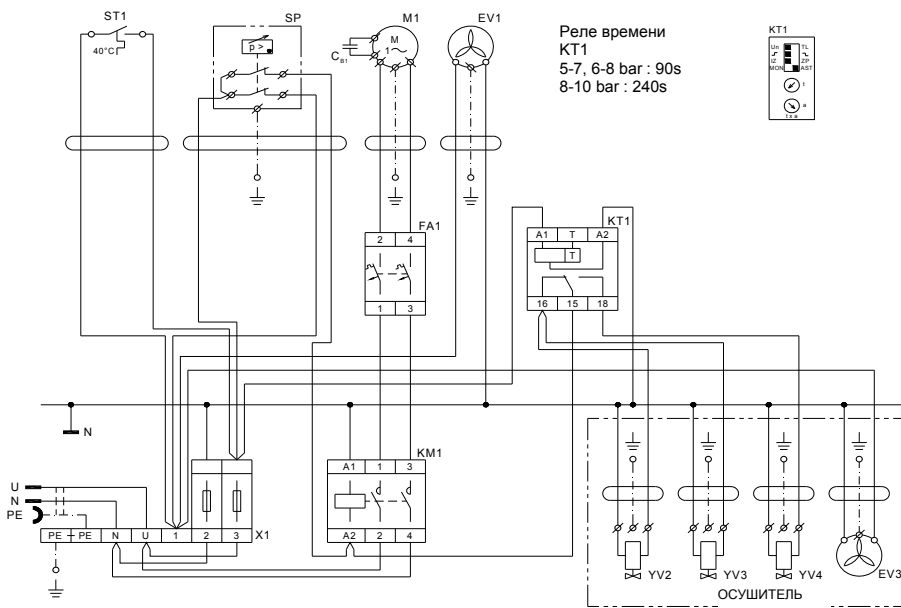 ST1
40°C
SP
p >
M1
M
1
C B1
EV1
Реле времени
KT1
5-7, 6-8 bar : 90s
8-10 bar : 240s
KT1
Un TL
IZ ZP
MON AST
t
a
t x a
FA1
2 4
1 3
KT1
A1 T A2
T
16 15 18
N
U
N
PE
PE PE N U 1 2 3 X1
KM1
A1 1 3
A2 2 4
YV2
YV3
YV4
EV3
ОСУШИТЕЛЬ